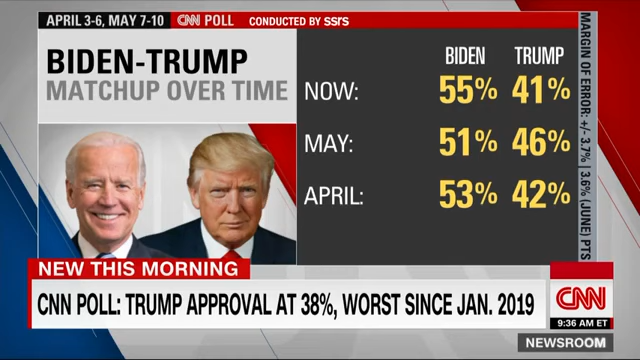 APRIL 3-6, MAY 7-10 CNN POLL CONDUCTED BY SSRS
BIDEN-TRUMP
MATCHUP OVER TIME
BIDEN TRUMP
NOW: 55% 41%
MAY: 51% 46%
APRIL: 53% 42%
MARGIN OF ERROR: +/- 3.7% | 3.6% (JUNE) PTS
NEW THIS MORNING
CNN POLL: TRUMP APPROVAL AT 38%, WORST SINCE JAN. 2019
CNN
9:36 AM ET
NEWSROOM